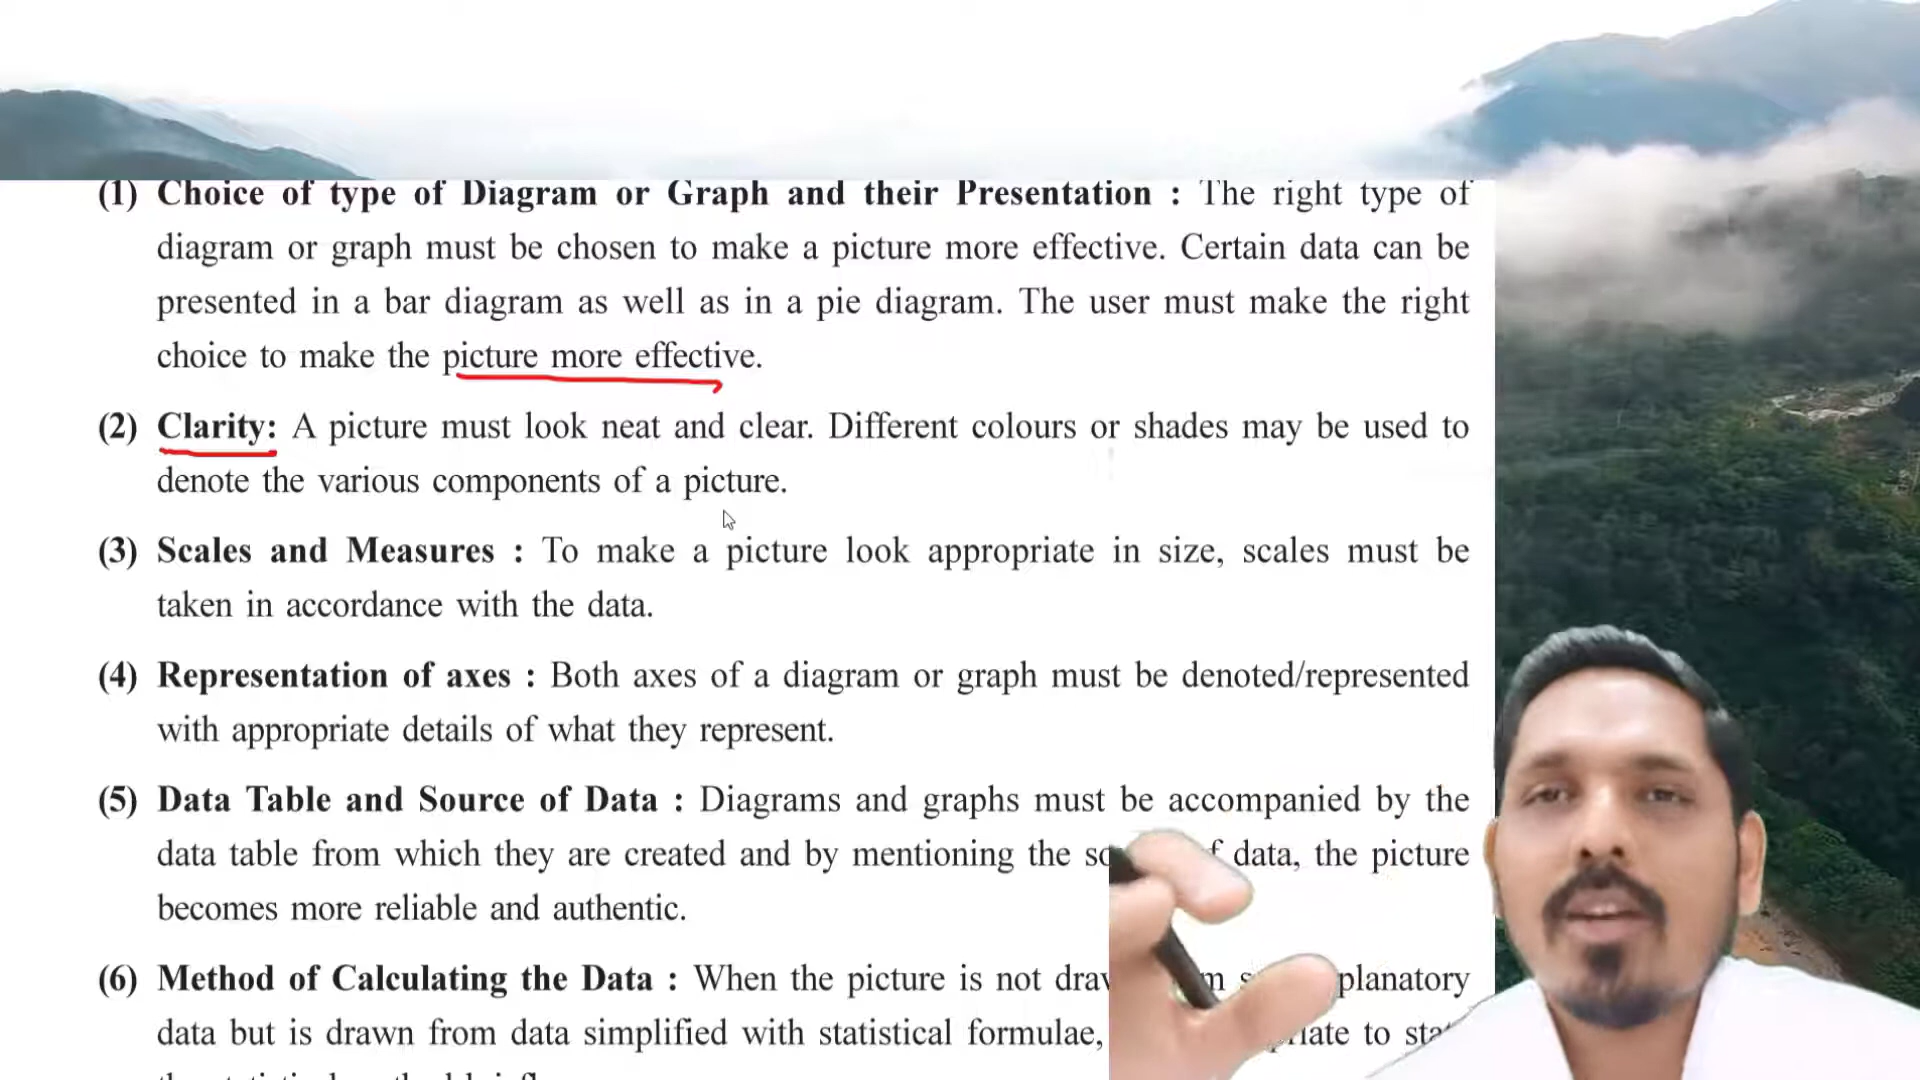 (1) Choice of type of Diagram or Graph and their Presentation : The right type of
diagram or graph must be chosen to make a picture more effective. Certain data can be
presented in a bar diagram as well as in a pie diagram. The user must make the right
choice to make the picture more effective.
(2) Clarity: A picture must look neat and clear. Different colours or shades may be used to
denote the various components of a picture.
(3) Scales and Measures : To make a picture look appropriate in size, scales must be
taken in accordance with the data.
(4) Representation of axes : Both axes of a diagram or graph must be denoted/represented
with appropriate details of what they represent.
(5) Data Table and Source of Data : Diagrams and graphs must be accompanied by the
data table from which they are created and by mentioning the data, the picture
becomes more reliable and authentic.
(6) Method of Calculating the Data : When the picture is not
data but is drawn from data simplified with statistical formulae, to